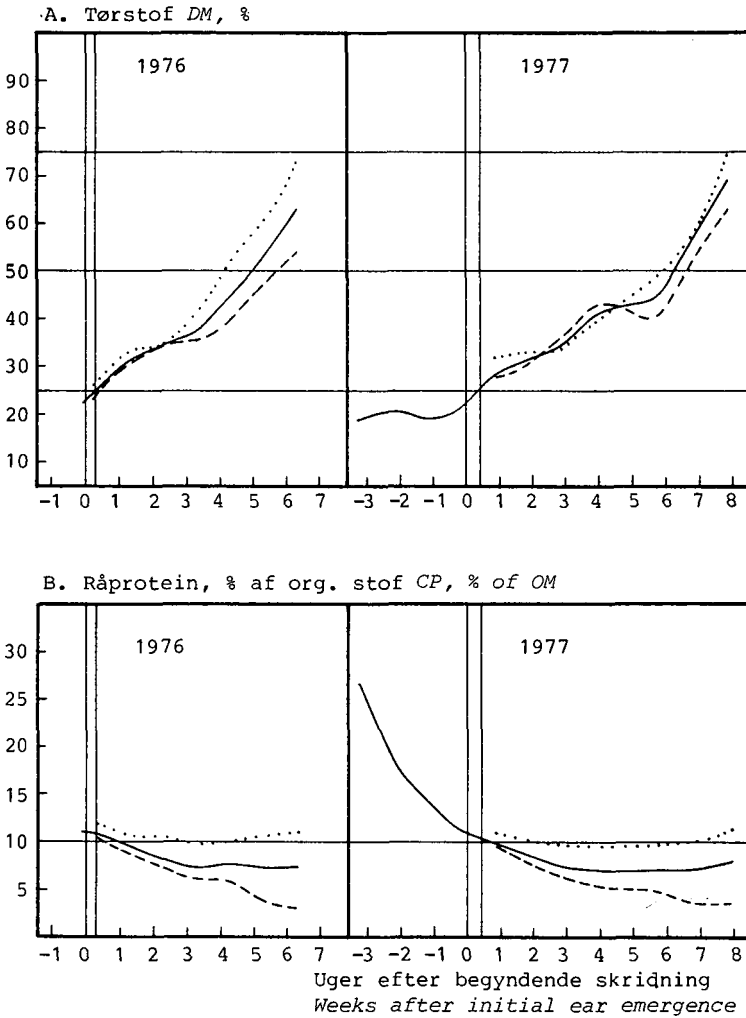 A. Tørstof DM, %
1976 1977
90
80
70
60
50
40
30
20
10
-1 0 1 2 3 4 5 6 7 -3 -2 -1 0 1 2 3 4 5 6 7 8
B. Råprotein, % af org. stof CP, % of OM
1976 1977
30
25
20
15
10
5
-1 0 1 2 3 4 5 6 7 -3 -2 -1 0 1 2 3 4 5 6 7 8
Uger efter begyndende skridning
Weeks after initial ear emergence